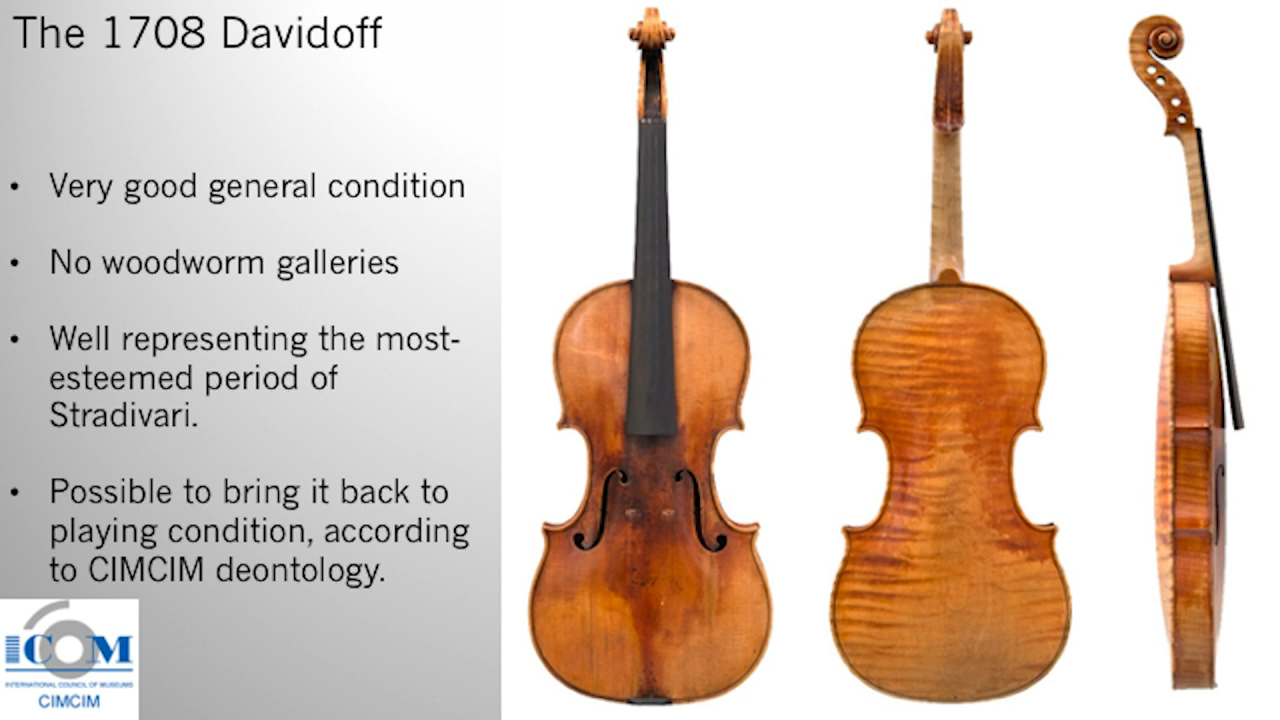 The 1708 Davidoff
• Very good general condition
• No woodworm galleries
• Well representing the most-
esteemed period of
Stradivari.
• Possible to bring it back to
playing condition, according
to CIMCIM deontology.
ICOM
INTERNATIONAL COUNCIL OF MUSEUMS
CIMCIM